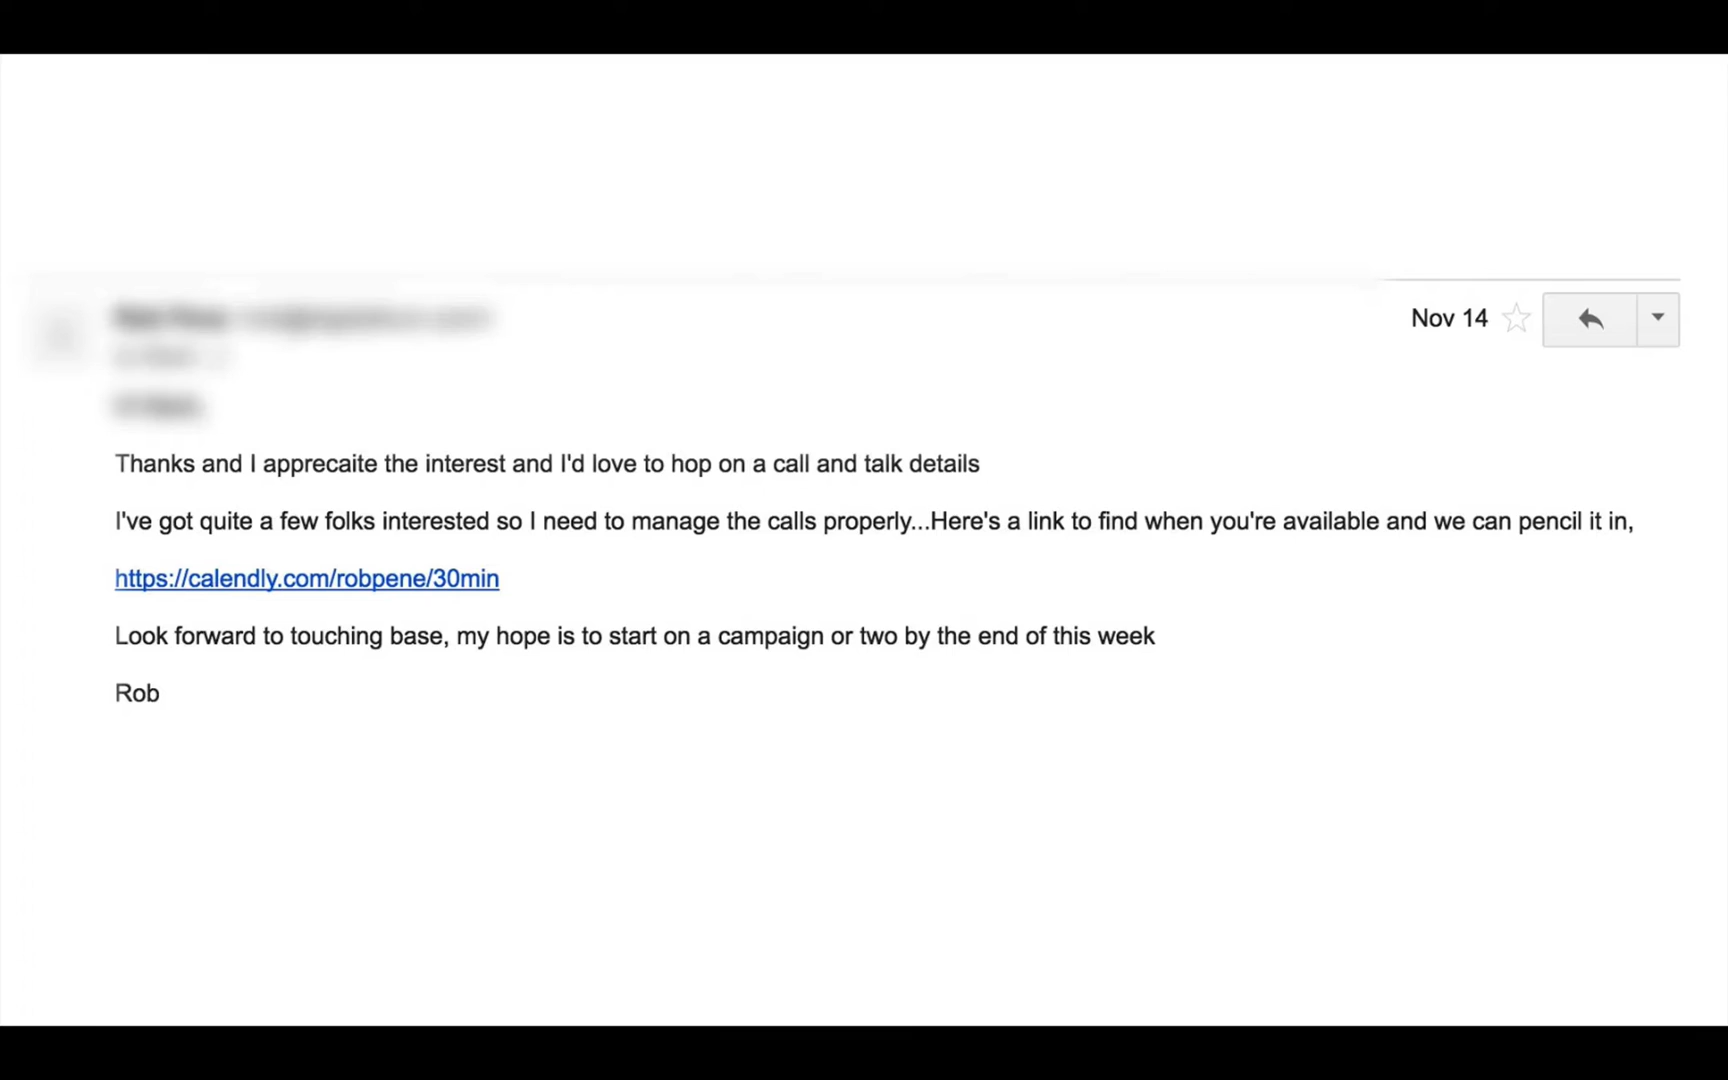 Nov 14
Thanks and I apprecaite the interest and I'd love to hop on a call and talk details
I've got quite a few folks interested so I need to manage the calls properly...Here's a link to find when you're available and we can pencil it in,
https://calendly.com/robpene/30min
Look forward to touching base, my hope is to start on a campaign or two by the end of this week
Rob